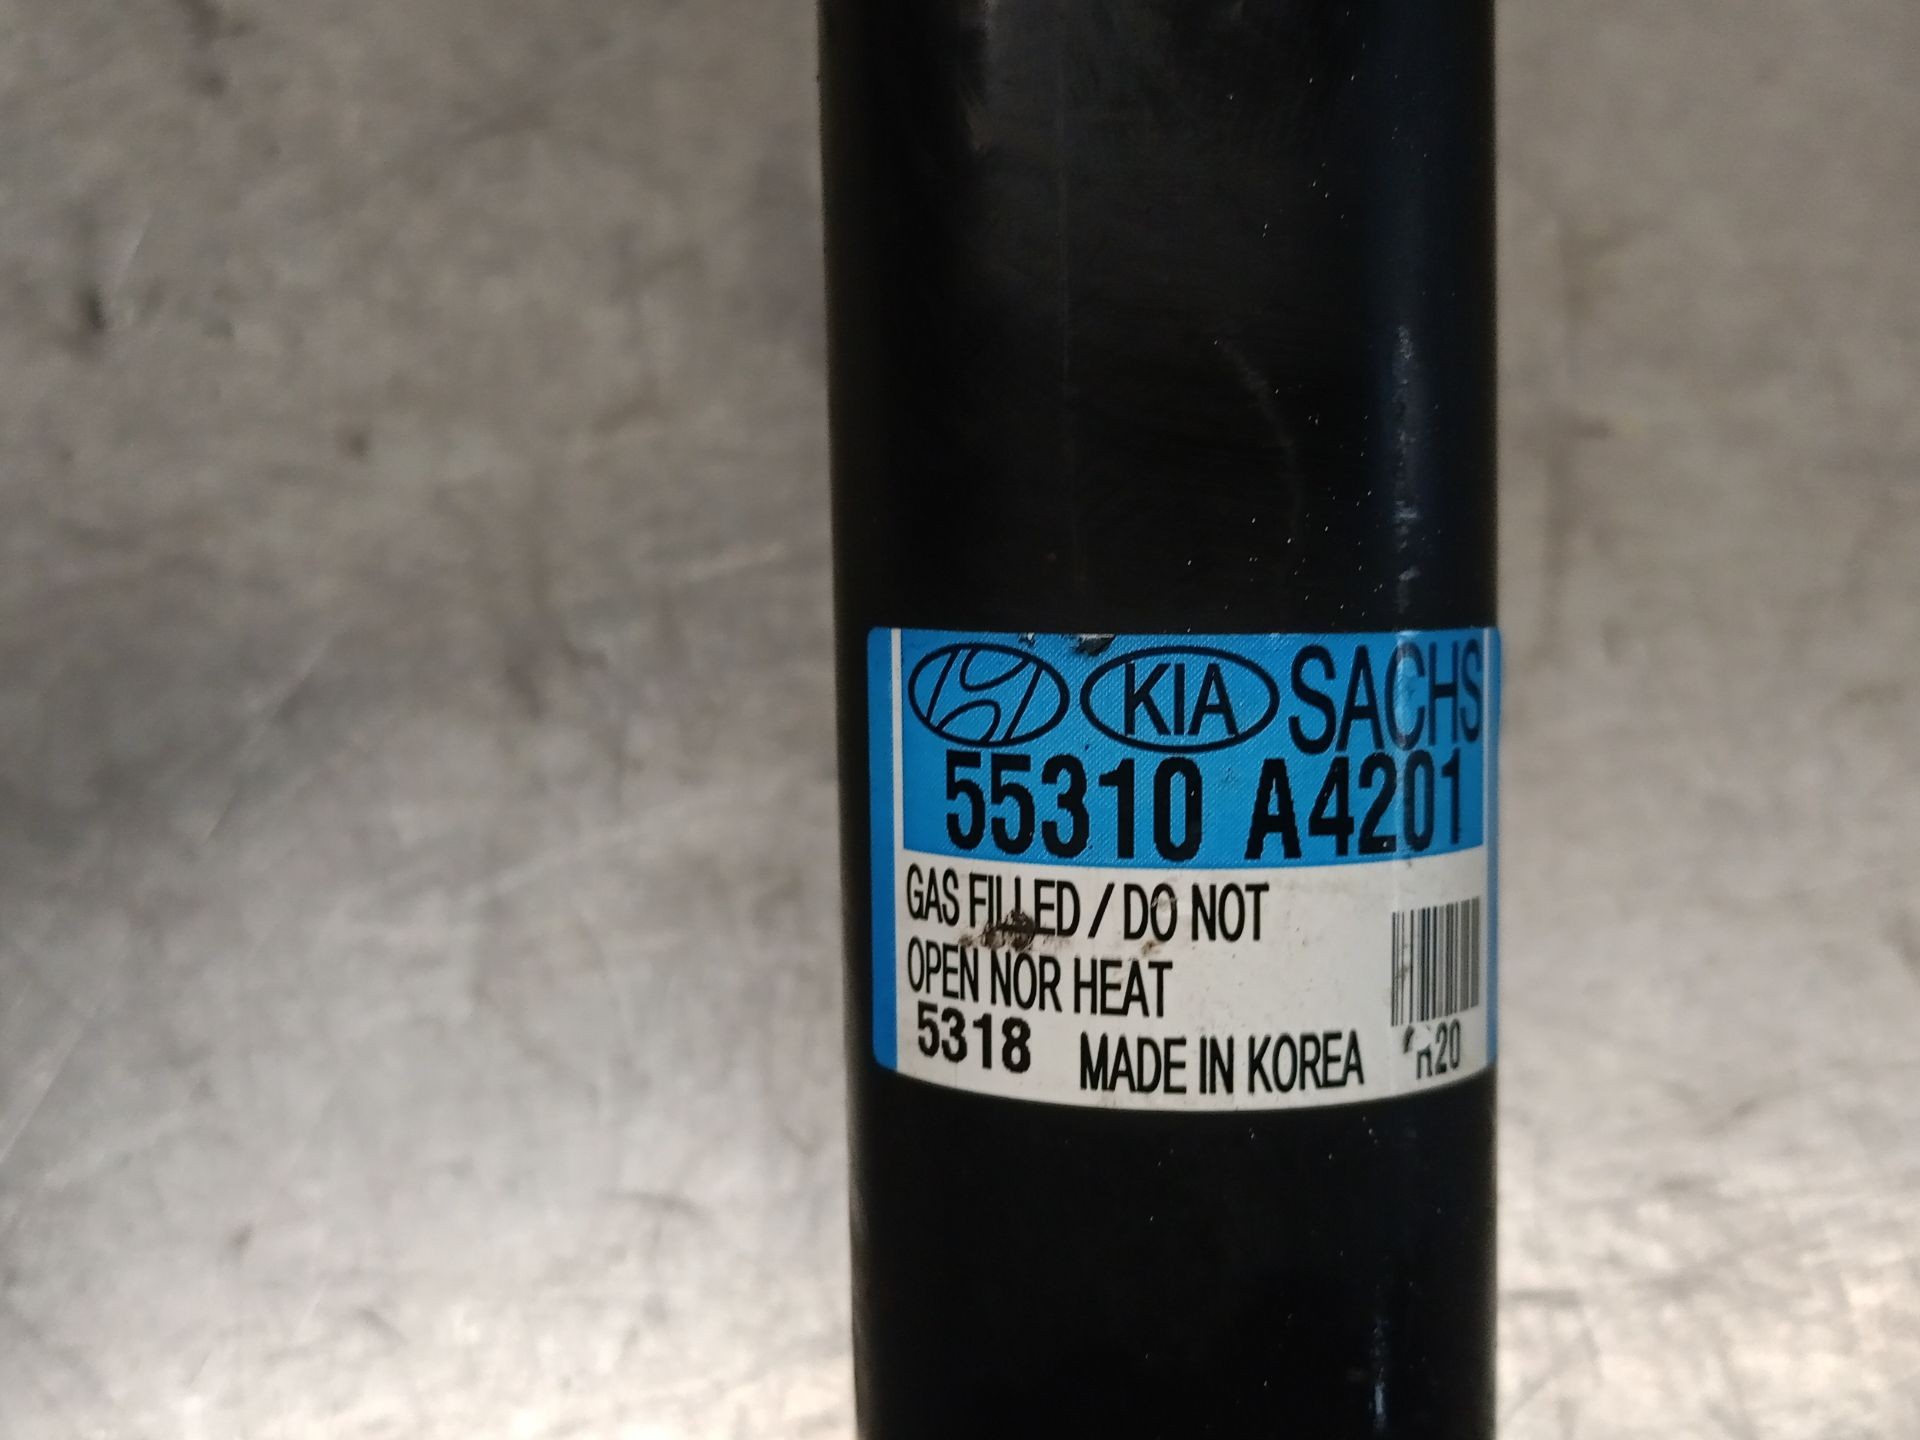 KIA SACHS
55310 A4201
GAS FILLED / DO NOT
OPEN NOR HEAT
5318 MADE IN KOREA